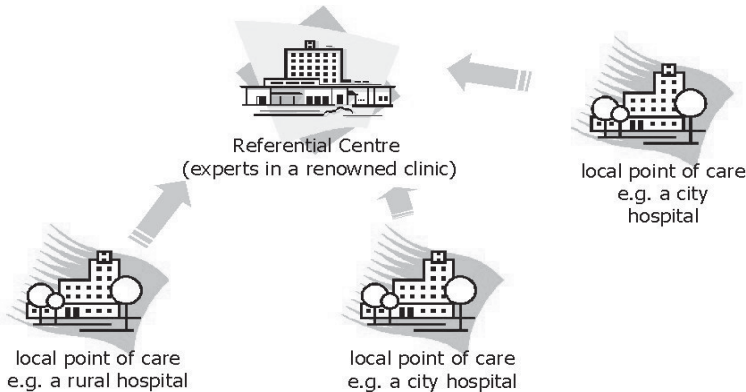 Referential Centre
(experts in a renowned clinic)
local point of care
e.g. a city
hospital
local point of care
e.g. a rural hospital
local point of care
e.g. a city hospital